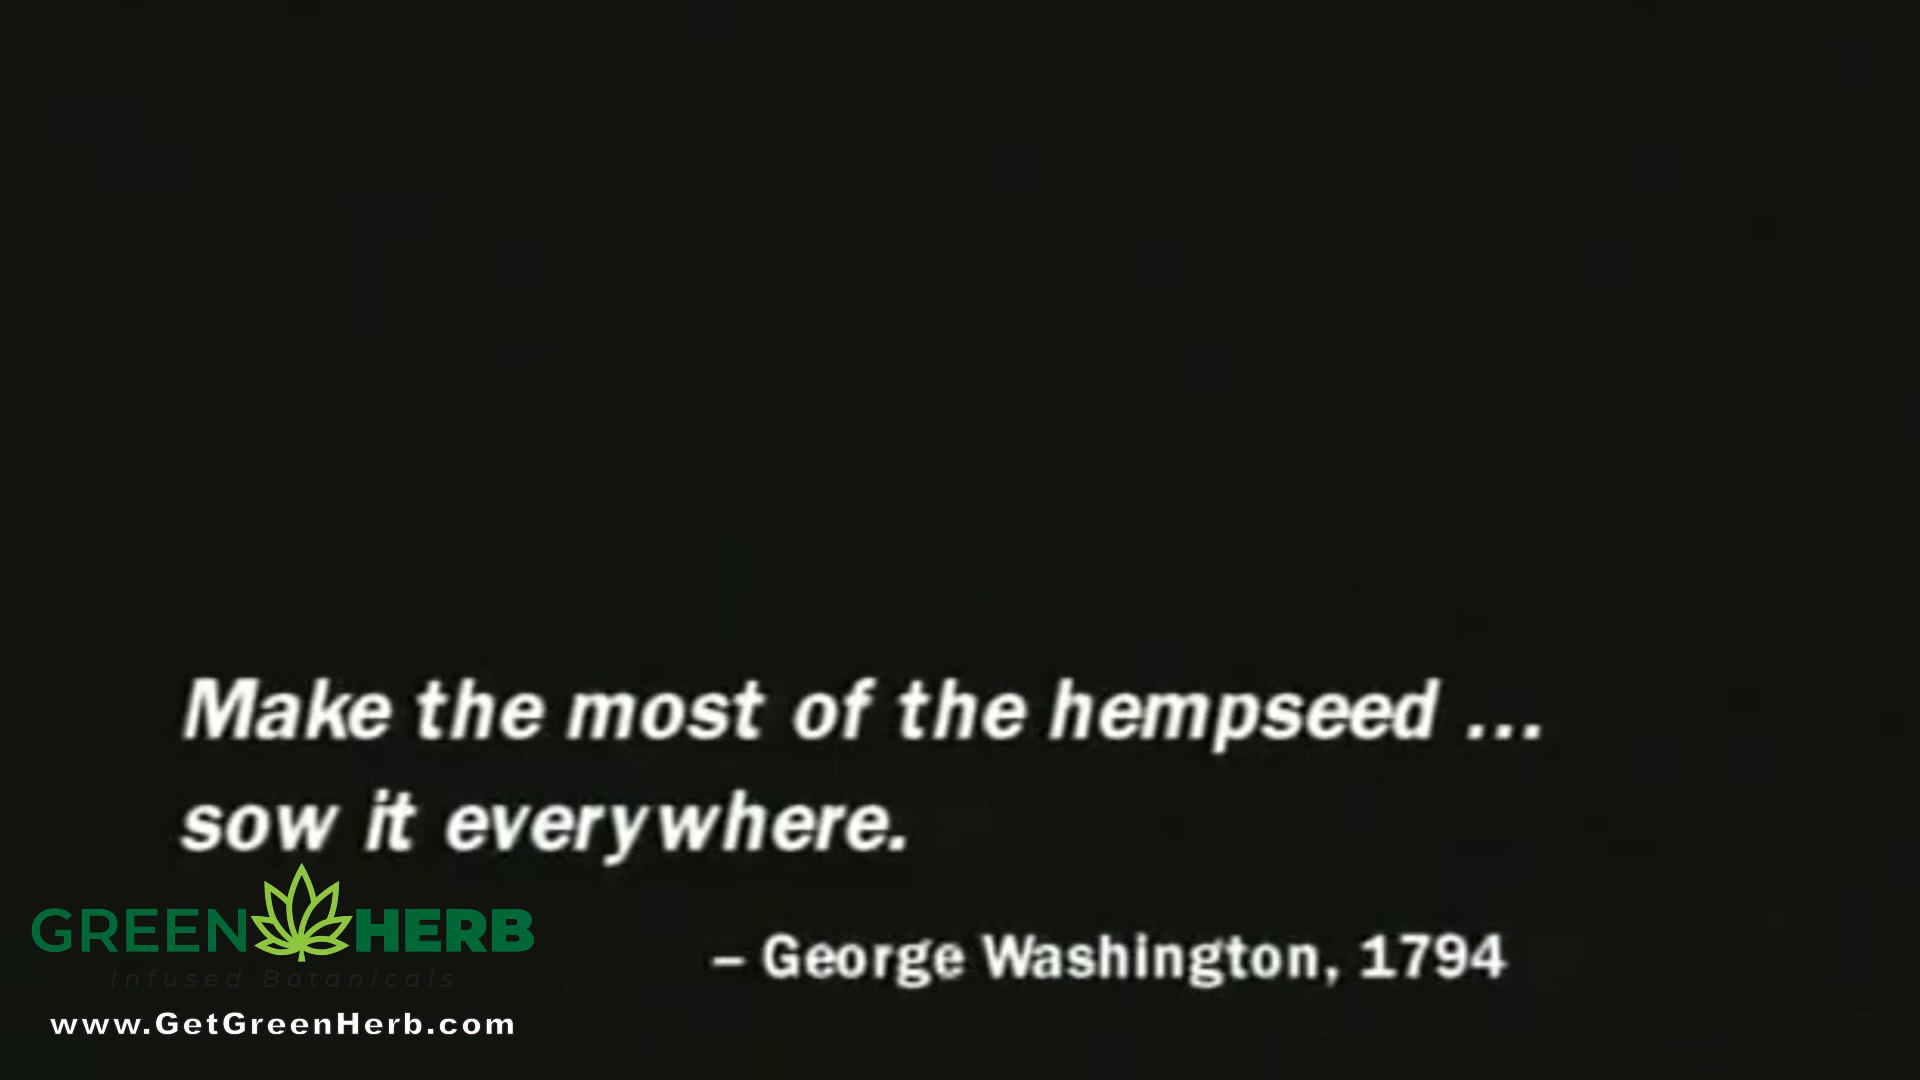 Make the most of the hempseed ...
sow it everywhere.
– George Washington, 1794
GREEN HERB
Infused Botanicals
www.GetGreenHerb.com